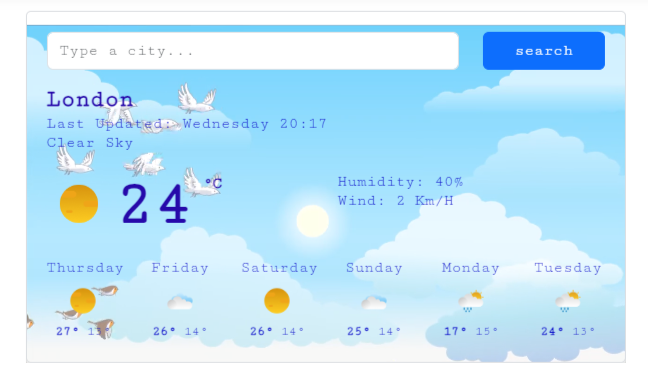 Type a city...
search
London
Last Updated: Wednesday 20:17
Clear Sky
24 °C
Humidity: 40%
Wind: 2 Km/H
Thursday Friday Saturday Sunday Monday Tuesday
27° 13° 26° 14° 26° 14° 25° 14° 17° 15° 24° 13°